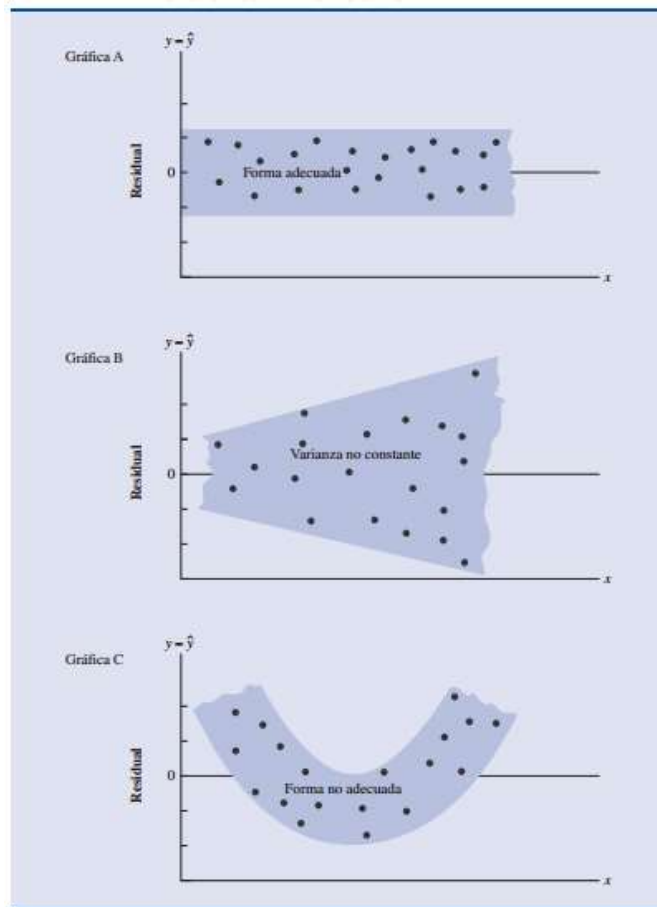 y – ŷ
Gráfica A
Residual
0
Forma adecuada
x
y – ŷ
Gráfica B
Residual
0
Varianza no constante
x
y – ŷ
Gráfica C
Residual
0
Forma no adecuada
x